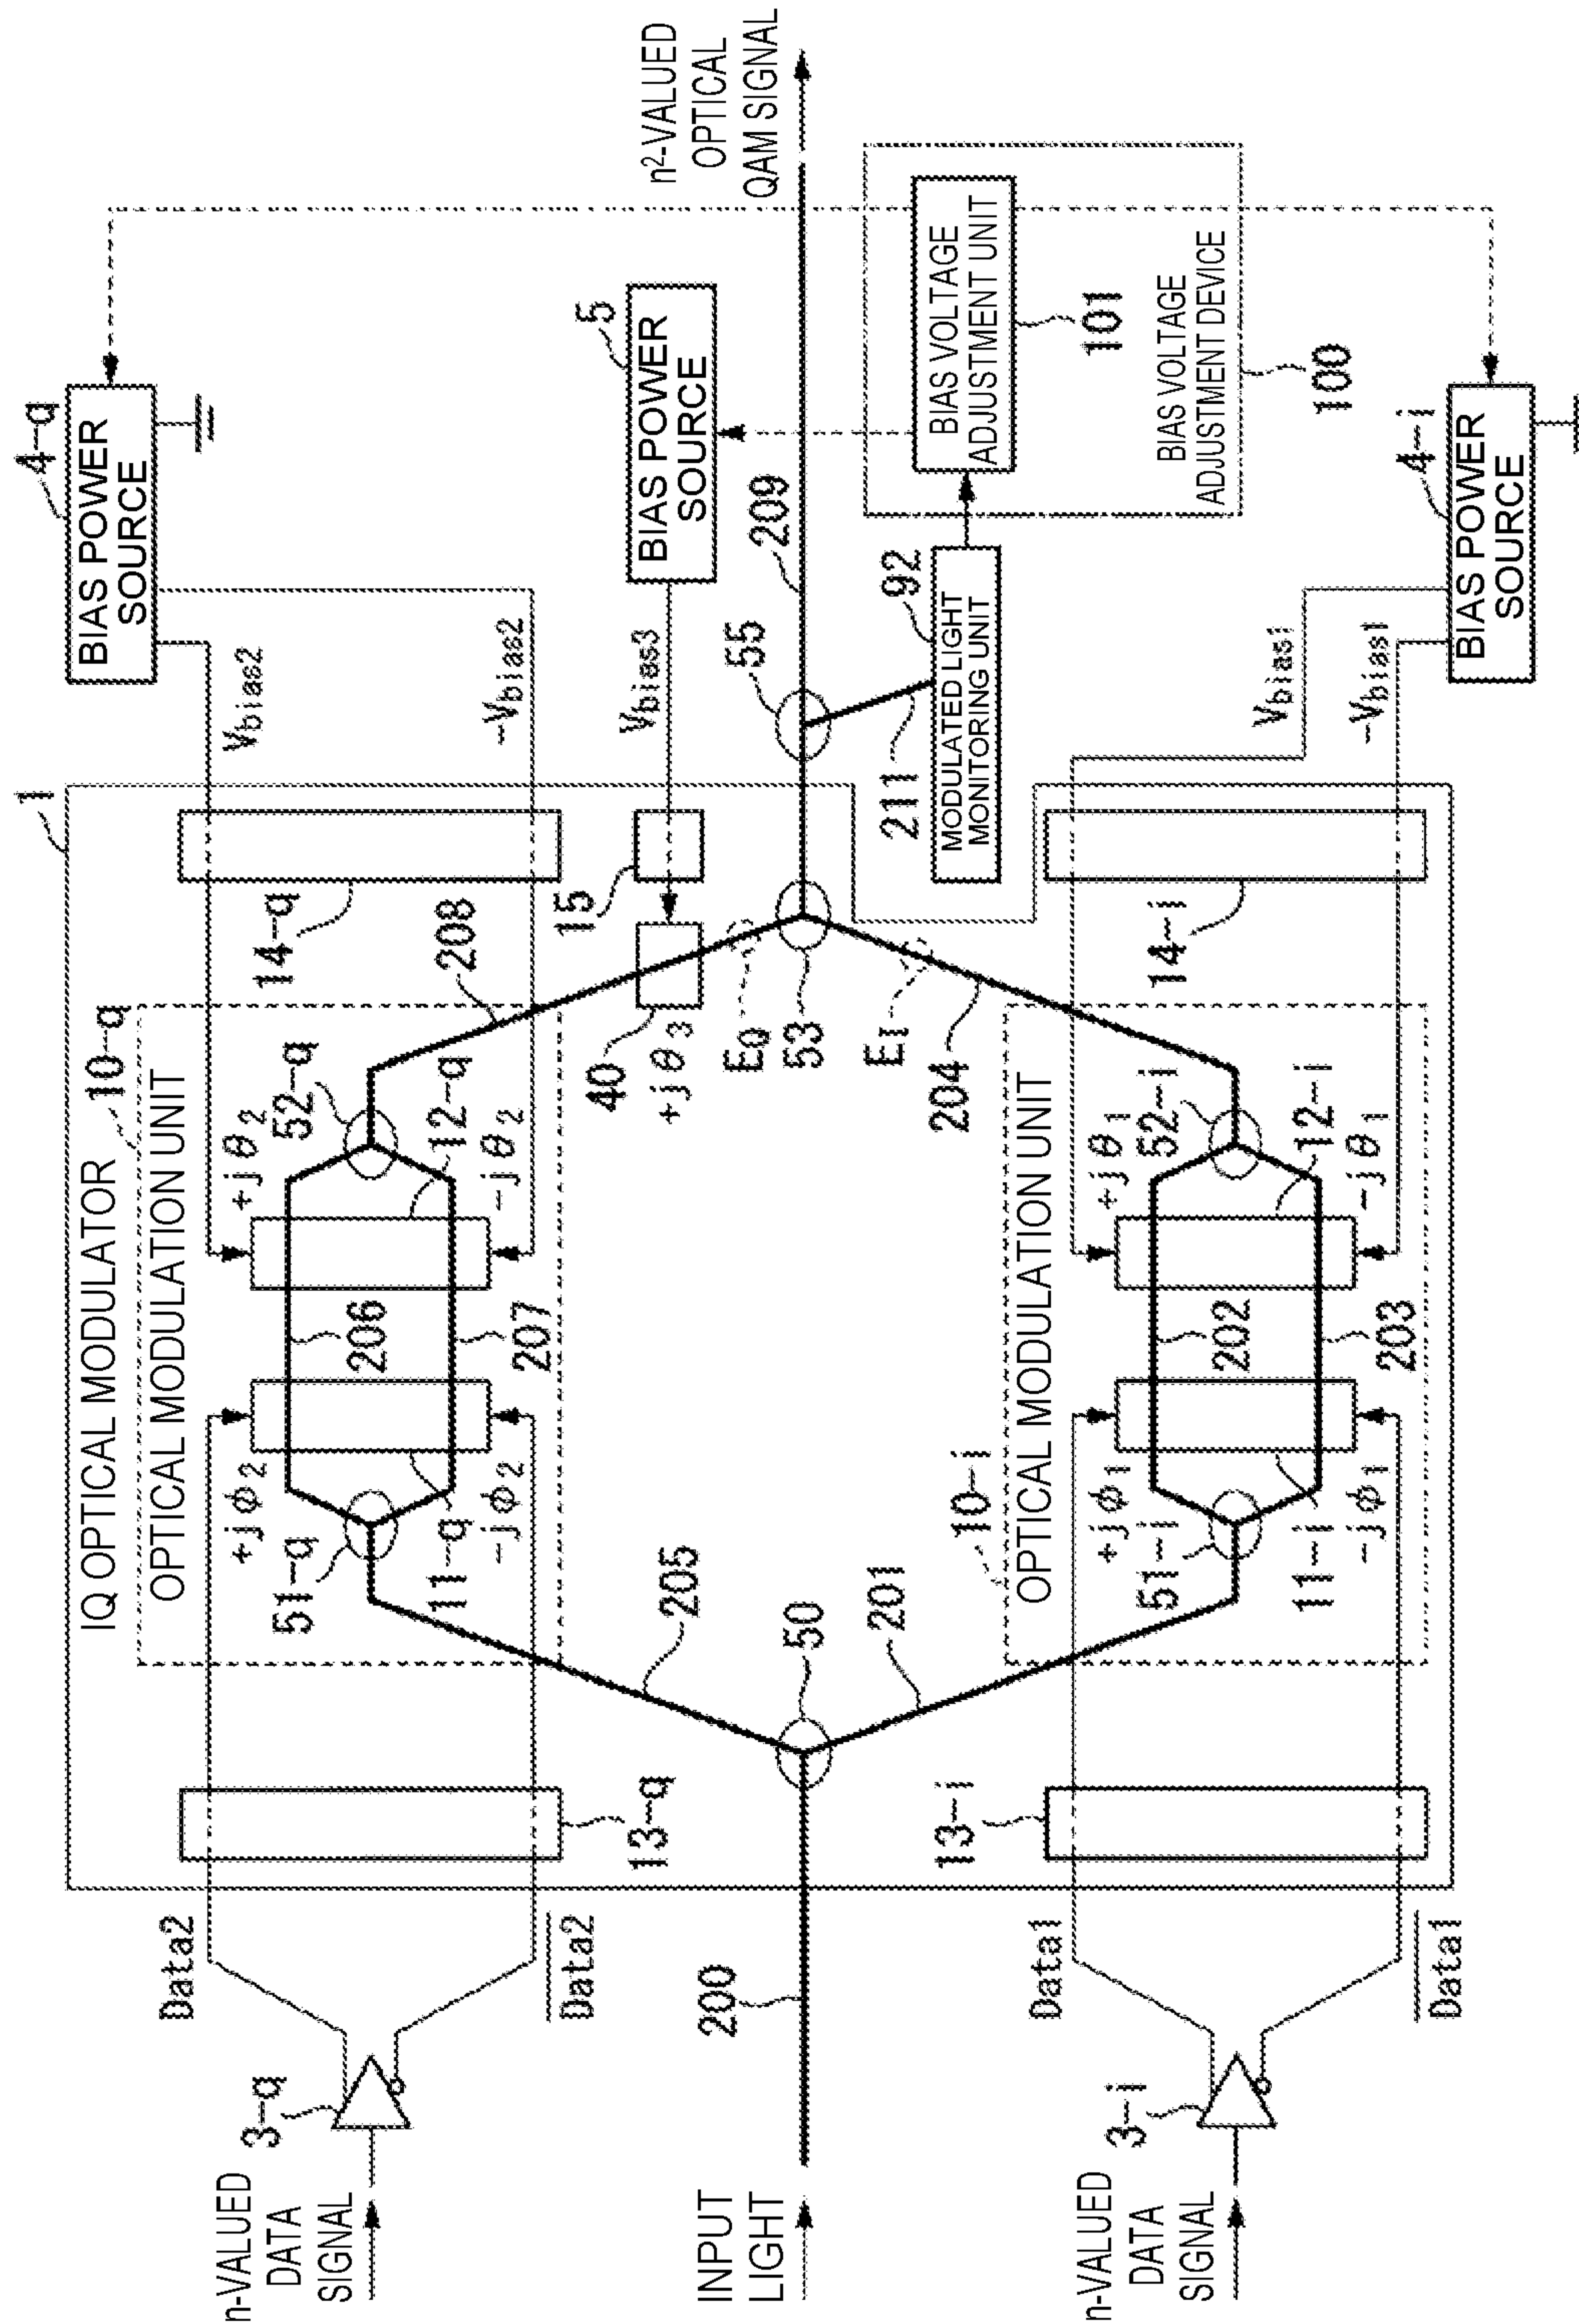 1
IQ OPTICAL MODULATOR
10-q
OPTICAL MODULATION UNIT
n-VALUED
DATA
SIGNAL
3-q
Data2
Data2
13-q
51-q
+jϕ2
11-q
-jϕ2
206
207
+jθ2
52-q
12-q
-jθ2
208
14-q
Vbias2
-Vbias2
4-q
BIAS POWER
SOURCE
INPUT
LIGHT
200
50
205
201
40
+jθ3
15
EQ
53
EI
204
Vbias3
5
BIAS POWER
SOURCE
55
209
211
92
MODULATED LIGHT
MONITORING UNIT
n2-VALUED
OPTICAL
QAM SIGNAL
BIAS VOLTAGE
ADJUSTMENT UNIT
101
BIAS VOLTAGE
ADJUSTMENT DEVICE
100
n-VALUED
DATA
SIGNAL
3-i
Data1
Data1
13-i
10-i
OPTICAL MODULATION UNIT
51-i
+jϕ1
11-i
-jϕ1
202
203
+jθ1
52-i
12-i
-jθ1
14-i
Vbias1
-Vbias1
4-i
BIAS POWER
SOURCE